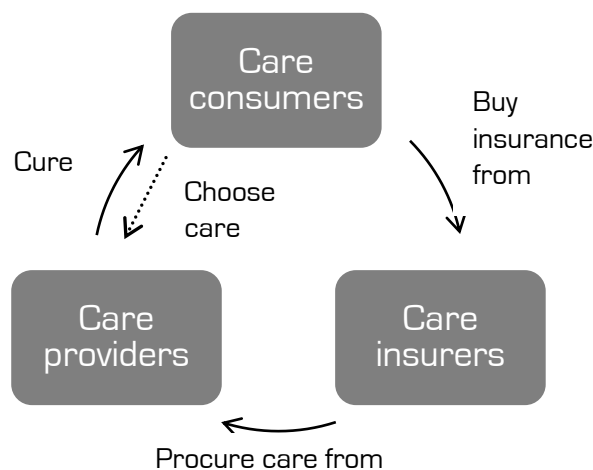 Care
consumers
Buy
insurance
from
Cure
Choose
care
Care
providers
Care
insurers
Procure care from